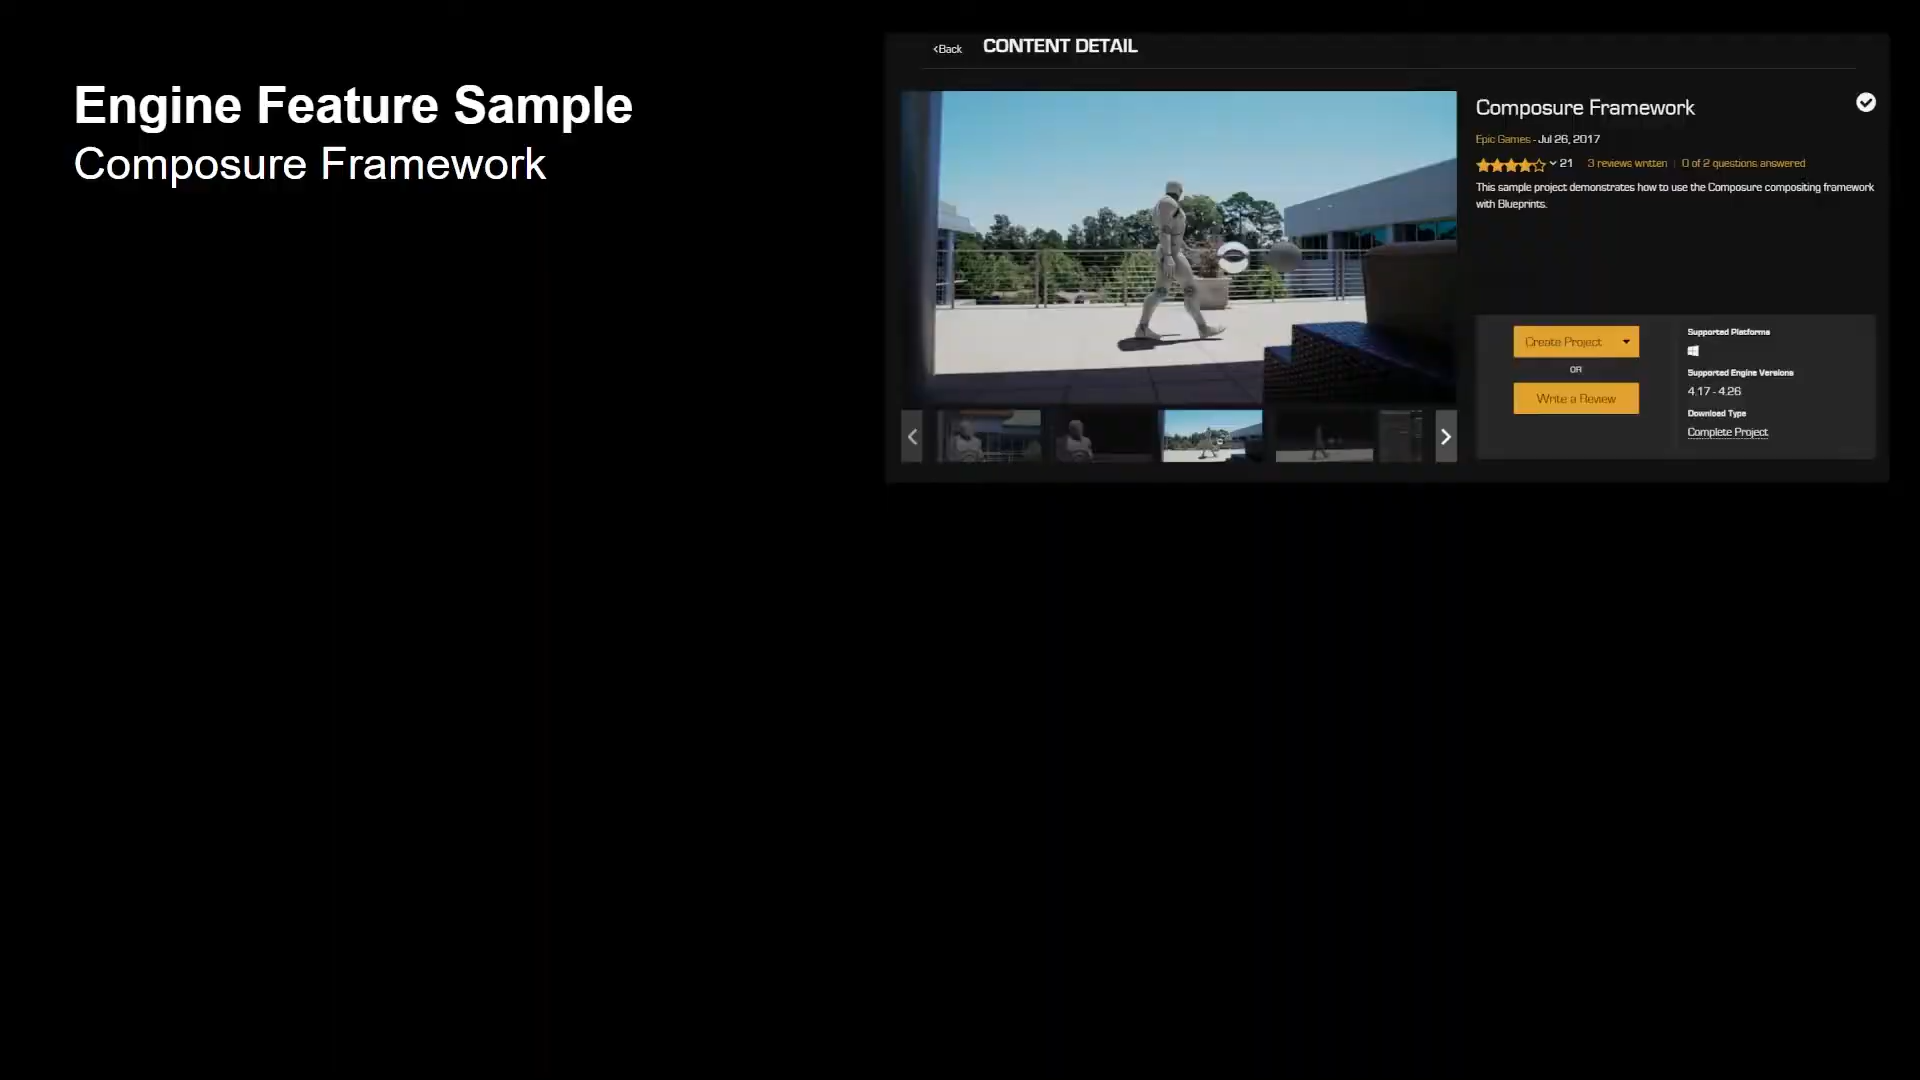 Engine Feature Sample
Composure Framework
<Back
CONTENT DETAIL
Composure Framework
Epic Games - Jul 26, 2017
21
3 reviews written | 0 of 2 questions answered
This sample project demonstrates how to use the Composure compositing framework
with Blueprints.
Create Project
OR
Write a Review
Supported Platforms
Supported Engine Versions
4.17 - 4.26
Download Type
Complete Project